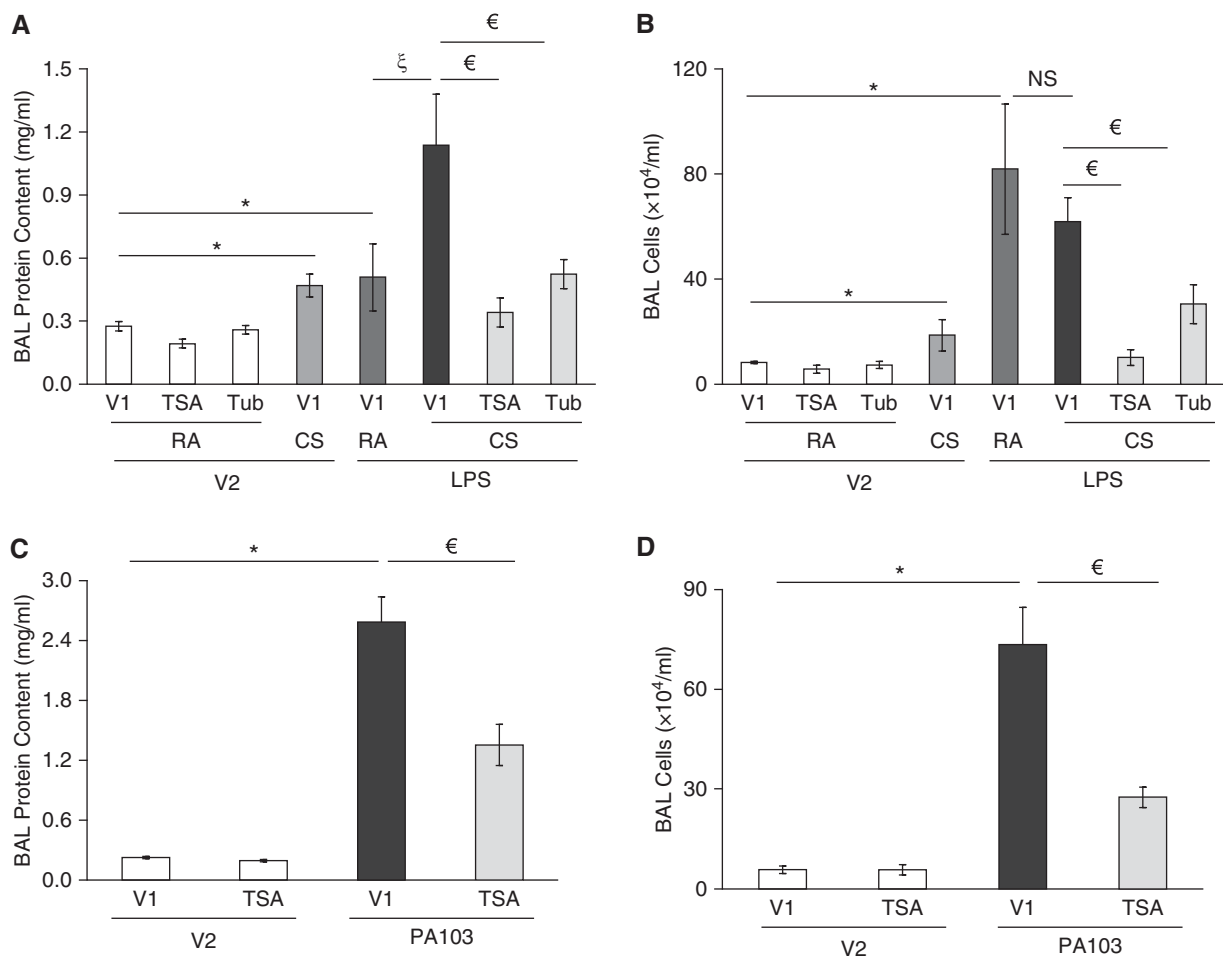 A
BAL Protein Content (mg/ml)
1.5
1.2
0.9
0.6
0.3
0.0
*
*
ξ
€
€
V1 TSA Tub V1 V1 V1 TSA Tub
RA CS RA CS
V2 LPS
B
BAL Cells (×10⁴/ml)
120
80
40
0
*
*
NS
€
€
V1 TSA Tub V1 V1 V1 TSA Tub
RA CS RA CS
V2 LPS
C
BAL Protein Content (mg/ml)
3.0
2.4
1.8
1.2
0.6
0.0
* €
V1 TSA V1 TSA
V2 PA103
D
BAL Cells (×10⁴/ml)
90
60
30
0
* €
V1 TSA V1 TSA
V2 PA103